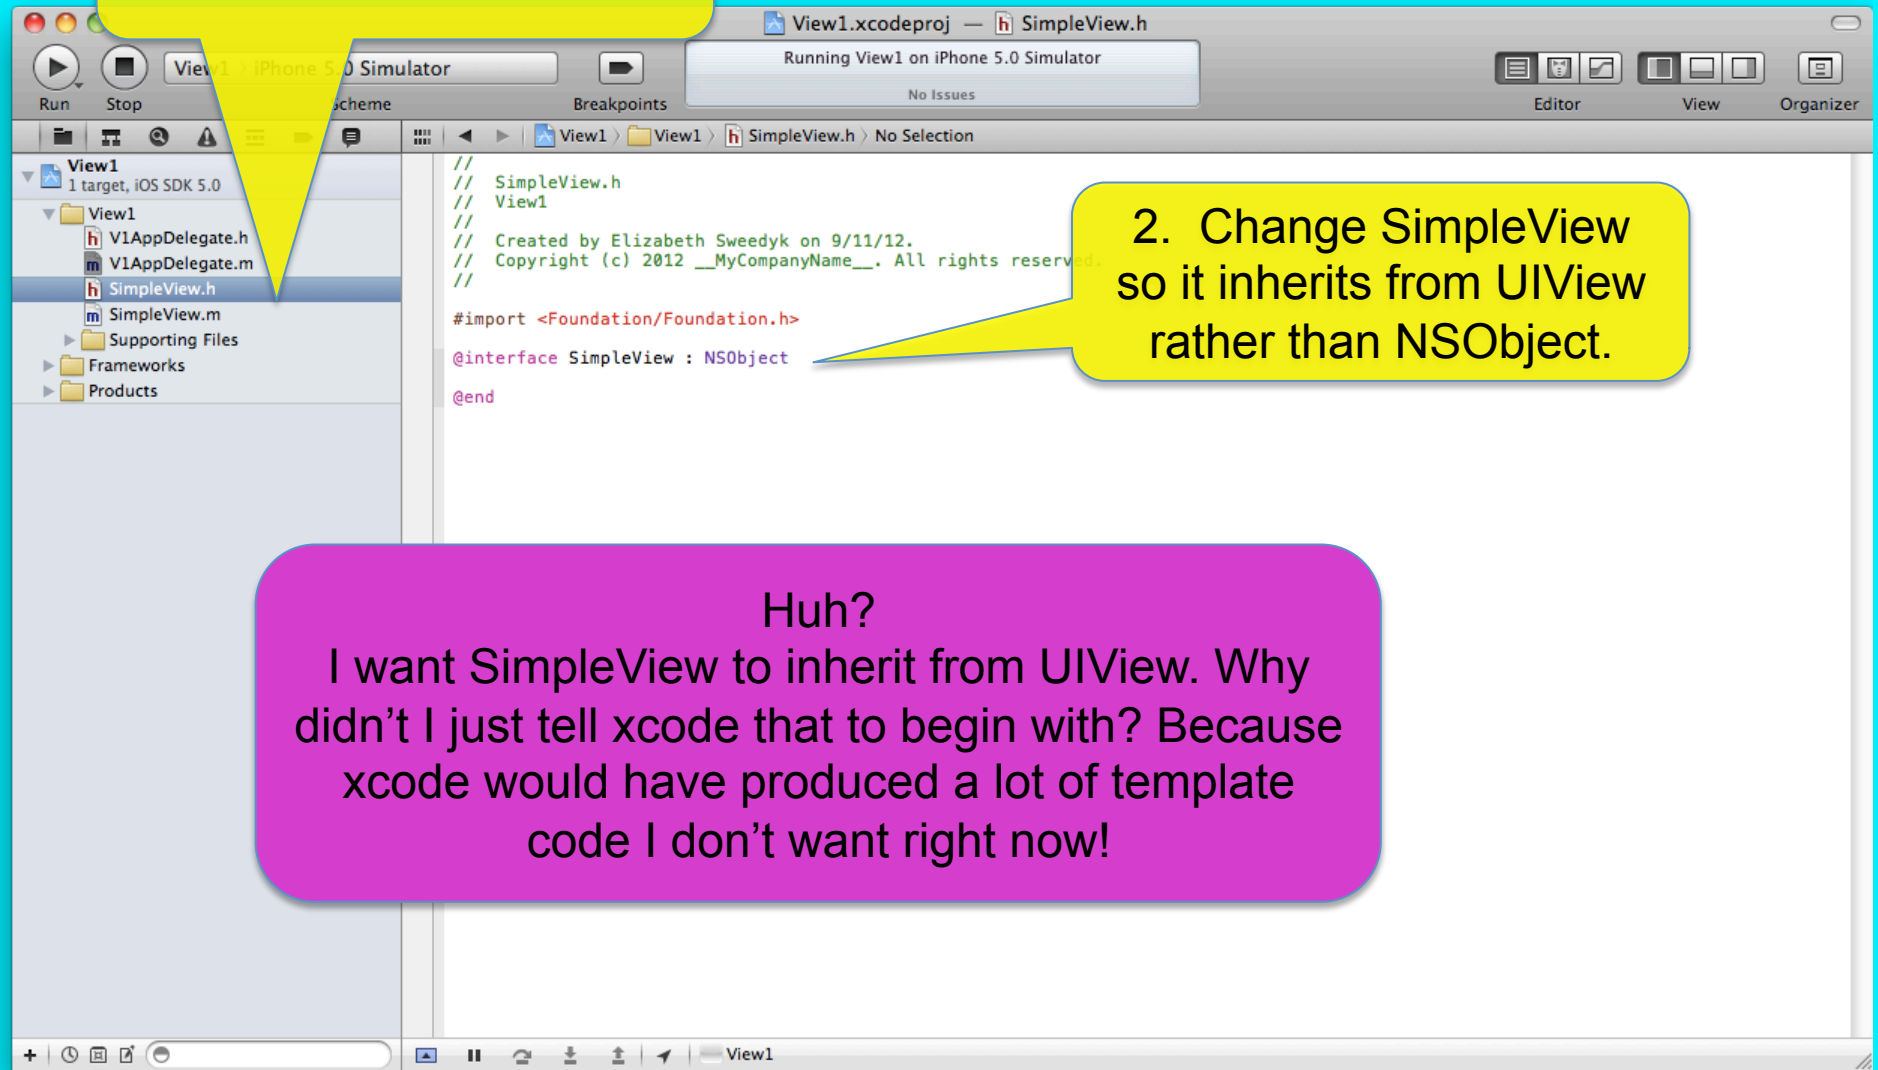 View1.xcodeproj — h SimpleView.h
View1 > iPhone 5.0 Simulator
Running View1 on iPhone 5.0 Simulator
No Issues
Run Stop Scheme Breakpoints Editor View Organizer
View1 > View1 > h SimpleView.h > No Selection
View1
1 target, iOS SDK 5.0
View1
h V1AppDelegate.h
m V1AppDelegate.m
h SimpleView.h
m SimpleView.m
Supporting Files
Frameworks
Products
//
// SimpleView.h
// View1
//
// Created by Elizabeth Sweedyk on 9/11/12.
// Copyright (c) 2012 __MyCompanyName__. All rights reserved.
//
#import <Foundation/Foundation.h>
@interface SimpleView : NSObject
@end
2. Change SimpleView
so it inherits from UIView
rather than NSObject.
Huh?
I want SimpleView to inherit from UIView. Why
didn’t I just tell xcode that to begin with? Because
xcode would have produced a lot of template
code I don’t want right now!
View1